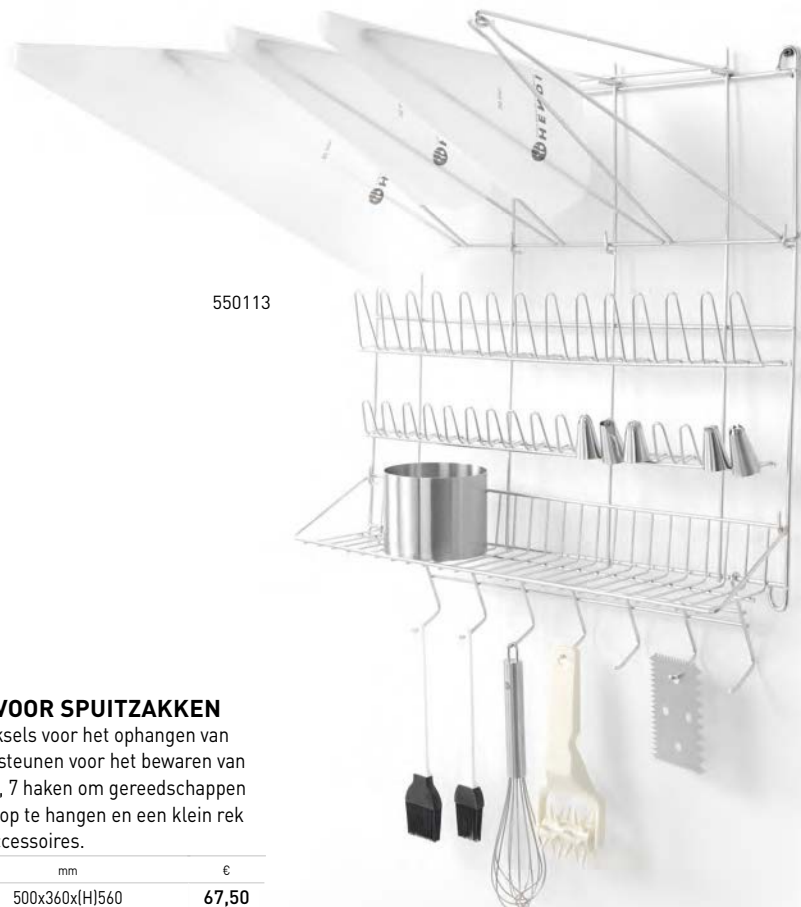 HENDI
550113
VOOR SPUITZAKKEN
ksels voor het ophangen van
steunen voor het bewaren van
, 7 haken om gereedschappen
op te hangen en een klein rek
ccessoires.
mm €
500x360x(H)560 67,50